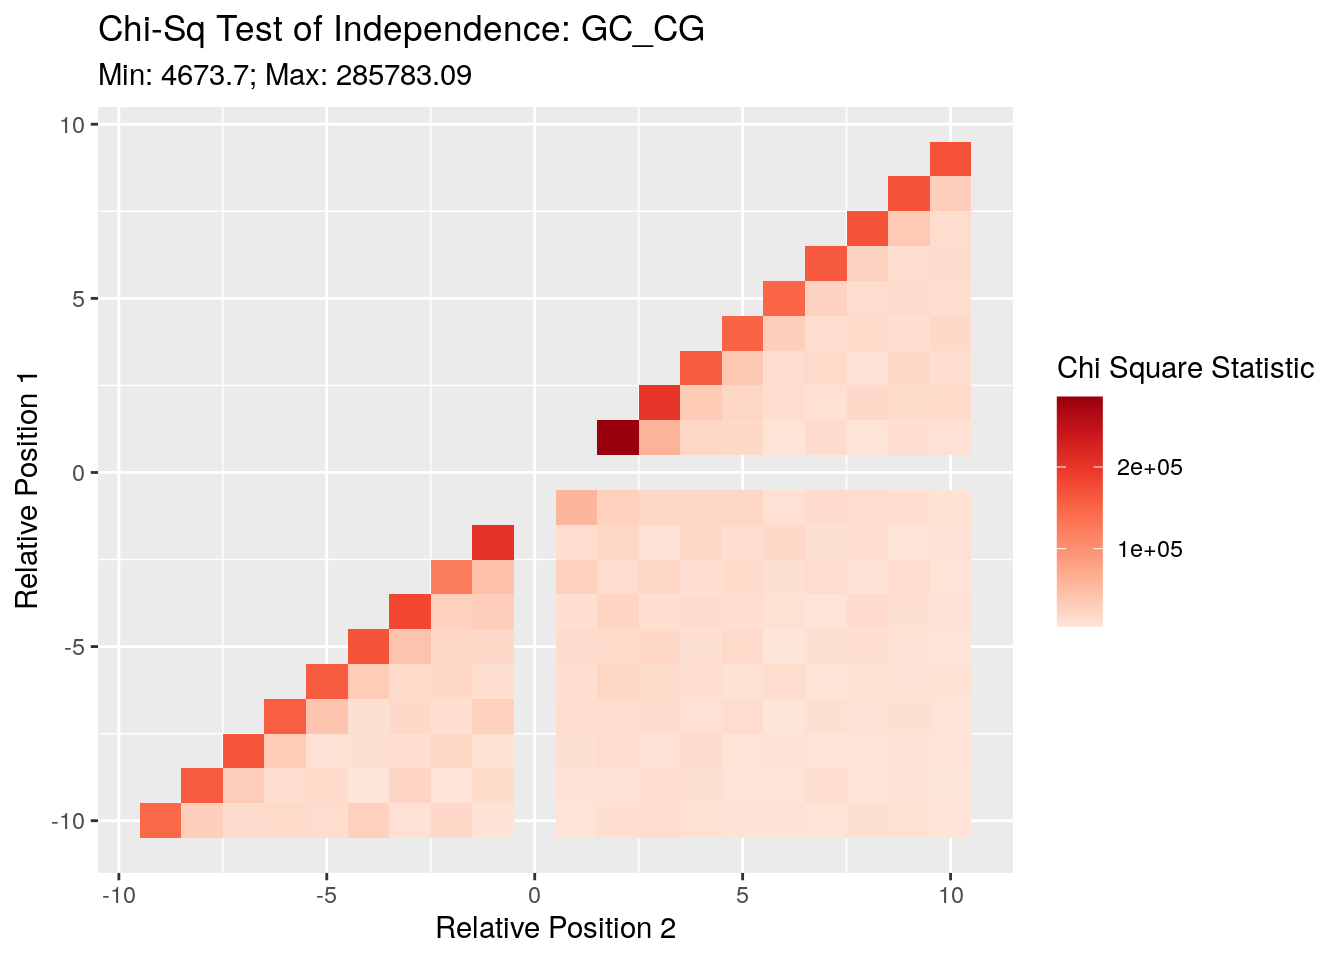 Chi-Sq Test of Independence: GC_CG
Min: 4673.7; Max: 285783.09
10
5
0
-5
-10
Relative Position 1
-10
-5
0
5
10
Relative Position 2
Chi Square Statistic
2e+05
1e+05